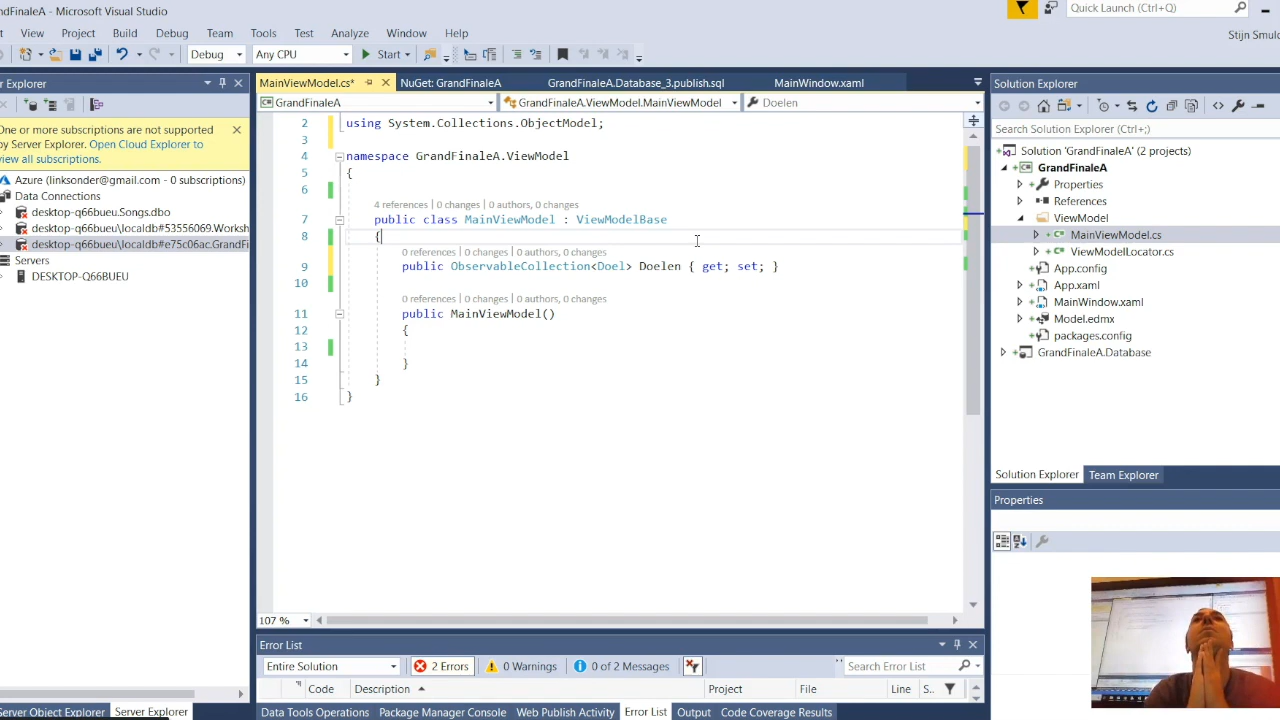 ndFinaleA - Microsoft Visual Studio
Quick Launch (Ctrl+Q)
View Project Build Debug Team Tools Test Analyze Window Help
Stijn Smul
Debug Any CPU Start
er Explorer
MainViewModel.cs* NuGet: GrandFinaleA GrandFinaleA.Database_3.publish.sql MainWindow.xaml
Solution Explorer
GrandFinaleA GrandFinaleA.ViewModel.MainViewModel Doelen
One or more subscriptions are not supported
by Server Explorer. Open Cloud Explorer to
view all subscriptions.
Azure (linksonder@gmail.com - 0 subscriptions)
Data Connections
desktop-q66bueu.Songs.dbo
desktop-q66bueu\localdb#53556069.Worksh
desktop-q66bueu\localdb#e75c06ac.GrandFi
Servers
DESKTOP-Q66BUEU
2 using System.Collections.ObjectModel;
3
4 namespace GrandFinaleA.ViewModel
5 {
6
4 references | 0 changes | 0 authors, 0 changes
7 public class MainViewModel : ViewModelBase
8 {
0 references | 0 changes | 0 authors, 0 changes
9 public ObservableCollection<Doel> Doelen { get; set; }
10
0 references | 0 changes | 0 authors, 0 changes
11 public MainViewModel()
12 {
13
14 }
15 }
16 }
Search Solution Explorer (Ctrl+;)
Solution 'GrandFinaleA' (2 projects)
GrandFinaleA
Properties
References
ViewModel
MainViewModel.cs
ViewModelLocator.cs
App.config
App.xaml
MainWindow.xaml
Model.edmx
packages.config
GrandFinaleA.Database
Solution Explorer Team Explorer
Properties
107 %
Error List
Entire Solution 2 Errors 0 Warnings 0 of 2 Messages Search Error List
Code Description Project File Line S..
Server Object Explorer Server Explorer
Data Tools Operations Package Manager Console Web Publish Activity Error List Output Code Coverage Results